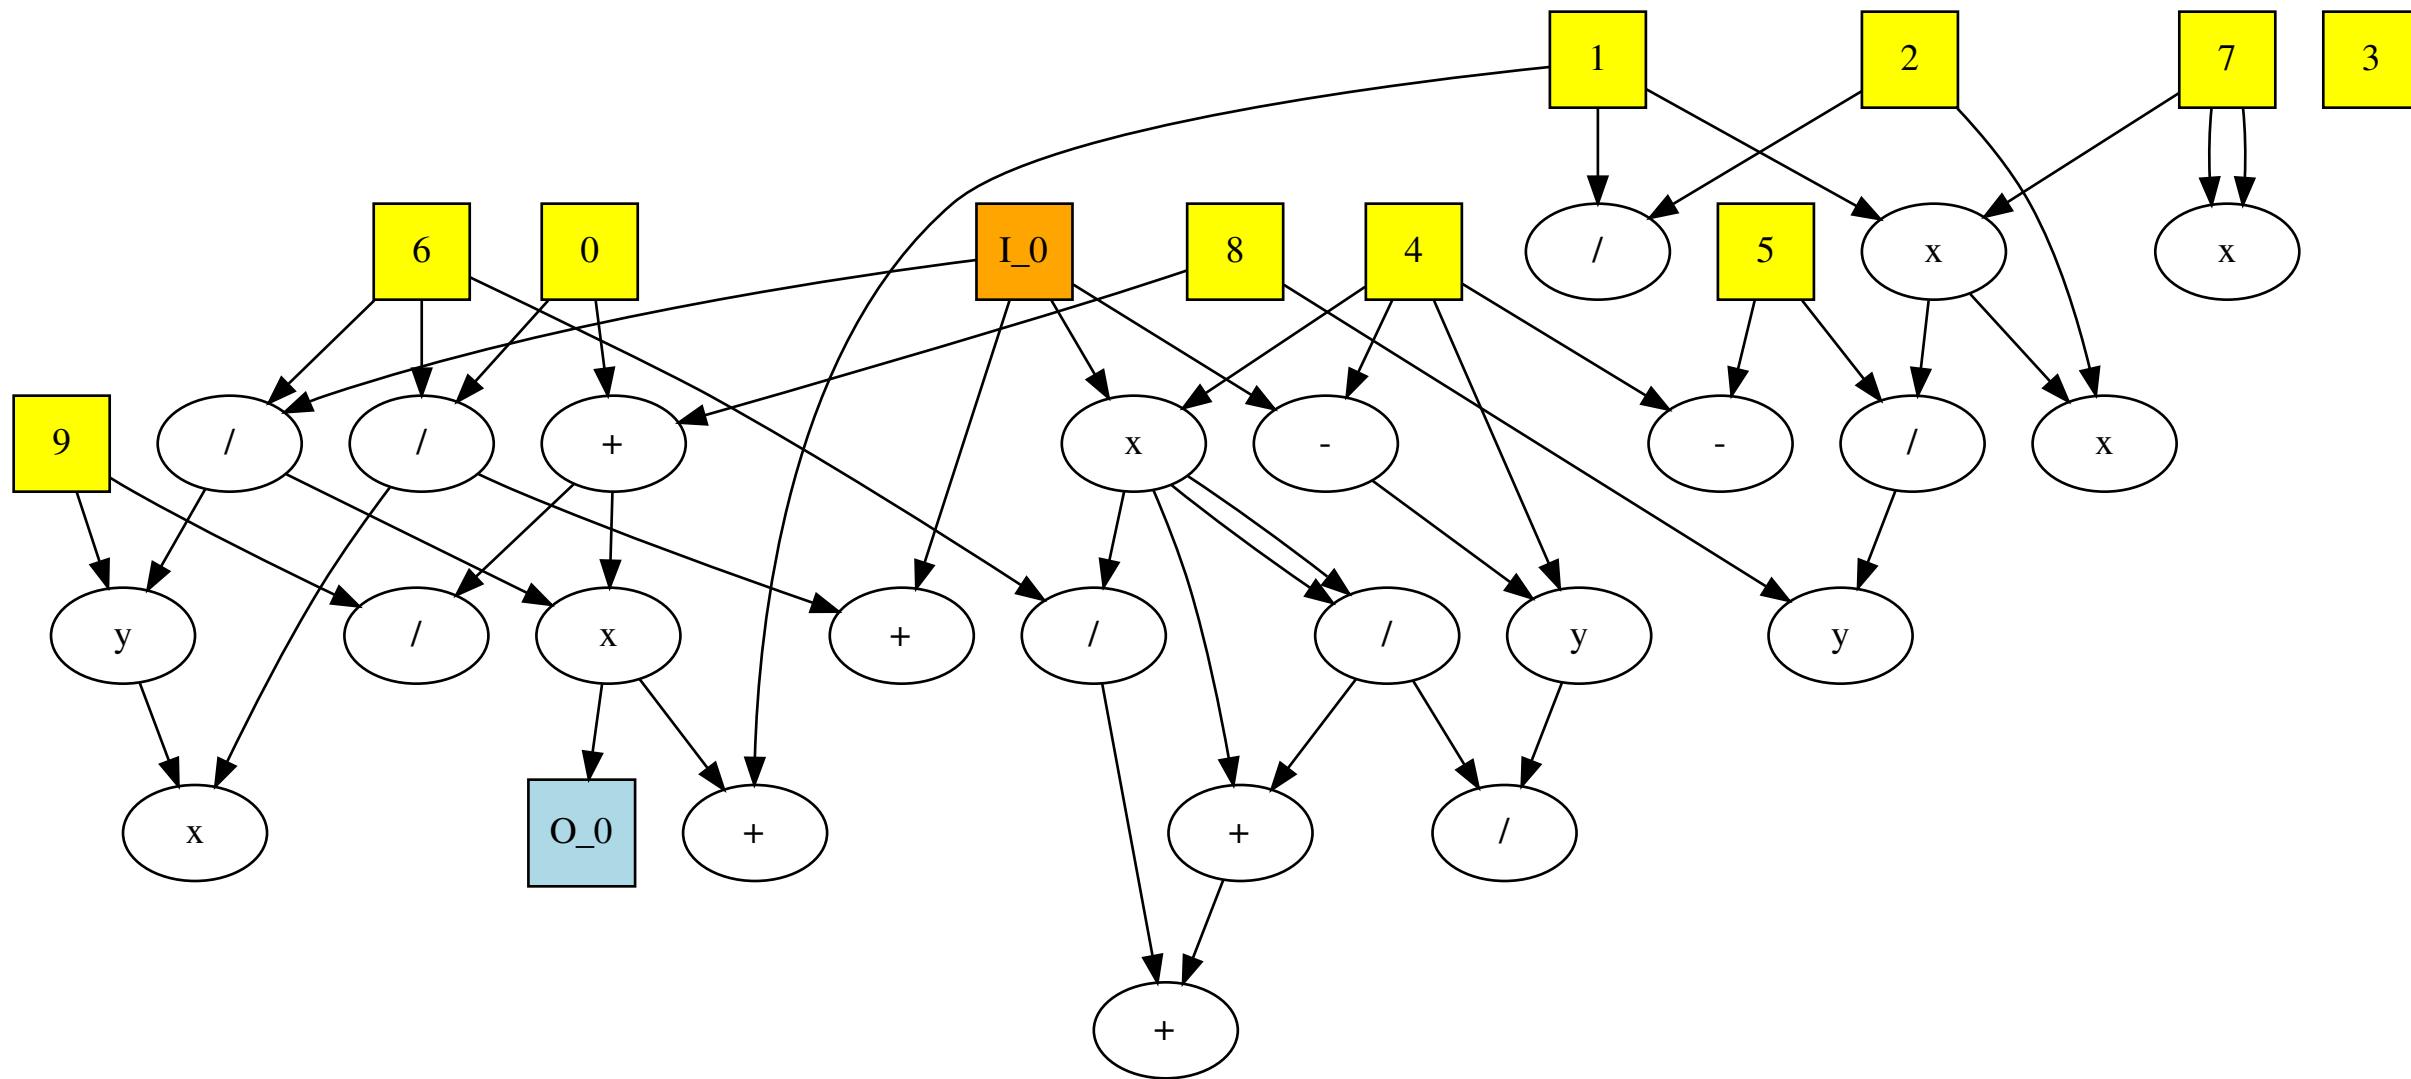 1 2 7 3
6 0 I_0 8 4 / 5 x x
9 / / + x - - / x
y / x + / / y y
x O_0 + + /
+